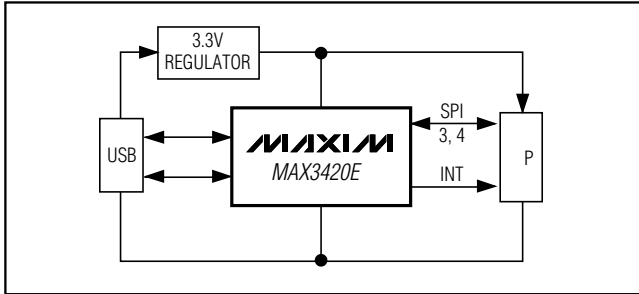 3.3V
REGULATOR
USB
MAXIM
MAX3420E
SPI
3, 4
INT
P